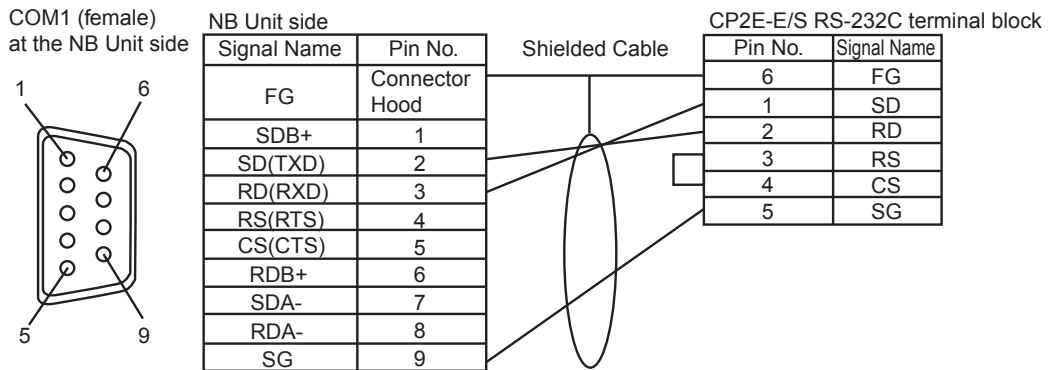 COM1 (female)
at the NB Unit side
1
6
5
9
NB Unit side
Signal Name Pin No.
FG Connector Hood
SDB+ 1
SD(TXD) 2
RD(RXD) 3
RS(RTS) 4
CS(CTS) 5
RDB+ 6
SDA- 7
RDA- 8
SG 9
Shielded Cable
CP2E-E/S RS-232C terminal block
Pin No. Signal Name
6 FG
1 SD
2 RD
3 RS
4 CS
5 SG